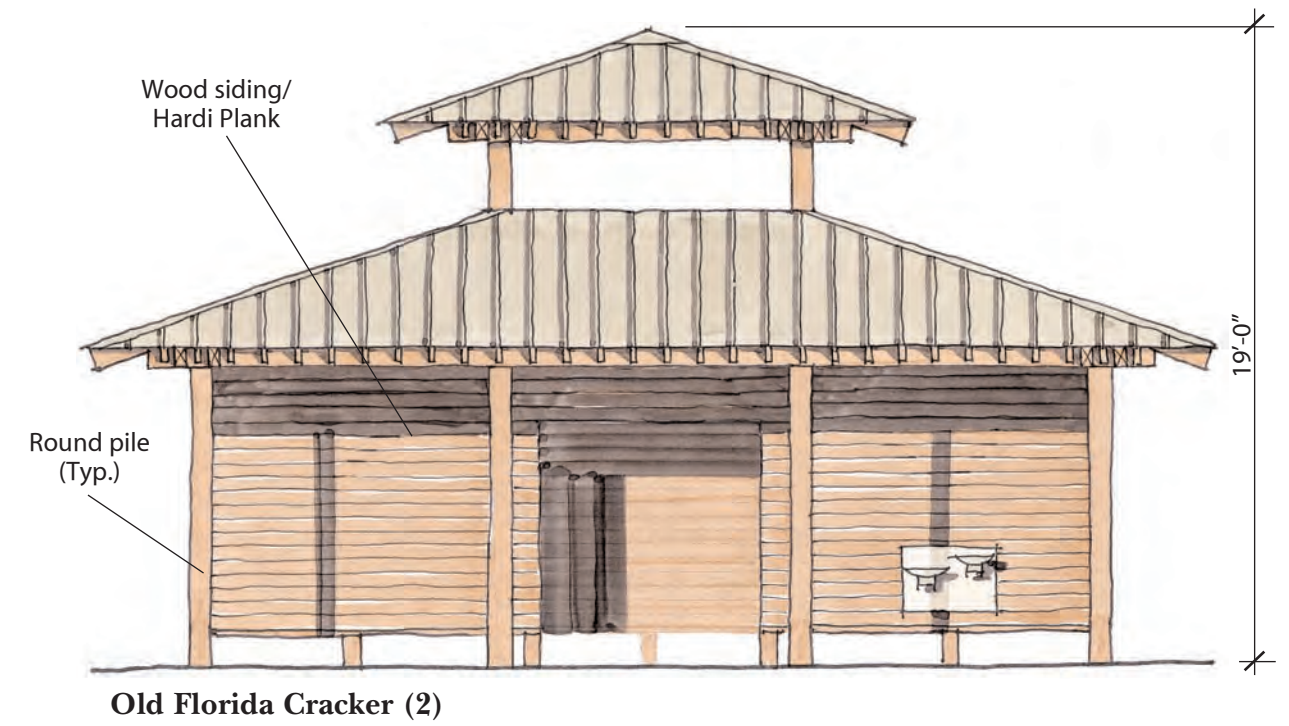 Wood siding/
Hardi Plank
19’-0”
Round pile
(Typ.)
Old Florida Cracker (2)